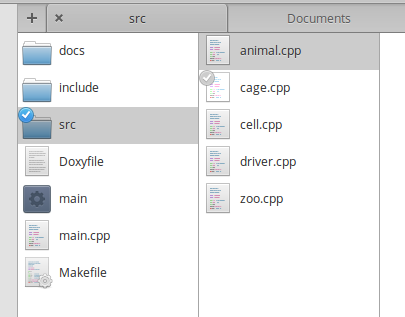 src
Documents
docs
include
src
Doxyfile
main
main.cpp
Makefile
animal.cpp
cage.cpp
cell.cpp
driver.cpp
zoo.cpp